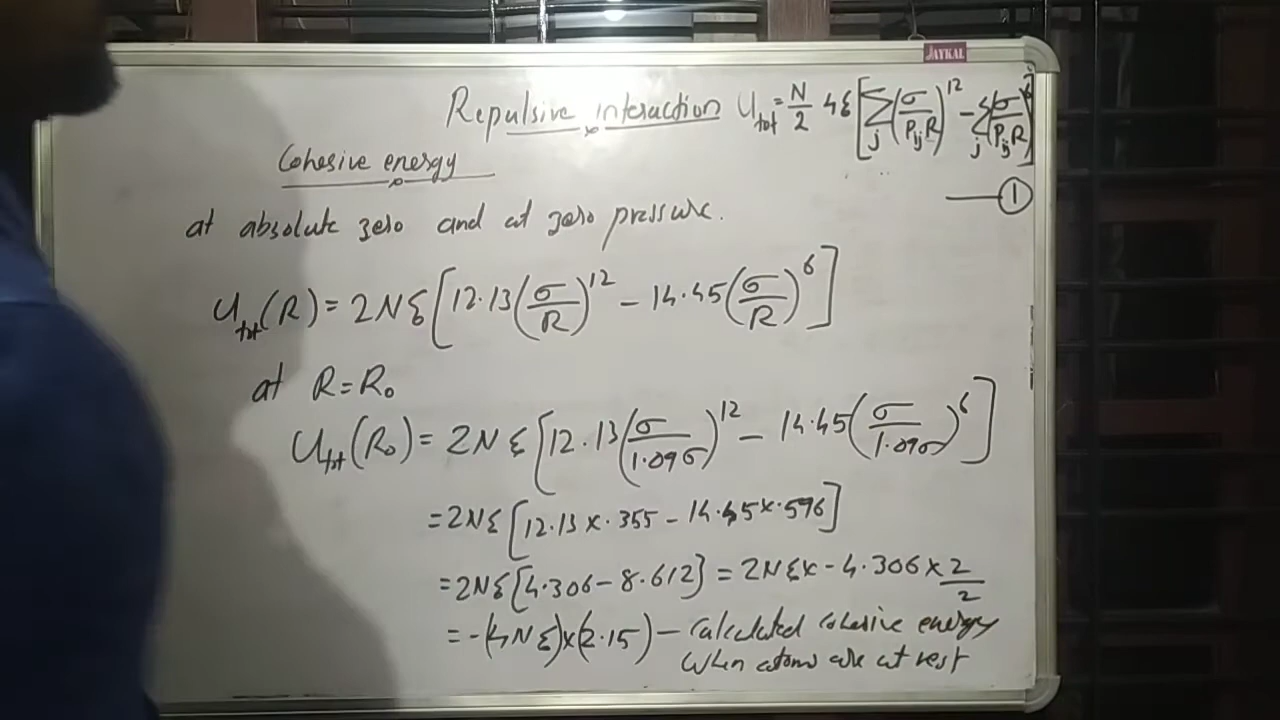 JAYKAL
Repulsive interaction U_tot = N/2 4ε [Σ_j (σ/P_ij R)^12 − Σ_j (σ/P_ij R)^6]
Cohesive energy
—①
at absolute zero and at zero pressure.
U_tot(R) = 2Nε [12.13 (σ/R)^12 − 14.45 (σ/R)^6]
at R = R₀
U_tot(R₀) = 2Nε [12.13 (σ/1.09σ)^12 − 14.45 (σ/1.09σ)^6]
= 2Nε [12.13 × .355 − 14.45 × .596]
= 2Nε [4.306 − 8.612] = 2Nε × − 4.306 × 2/2
= −(4Nε) × (2.15) − Calculated cohesive energy
when atoms are at rest